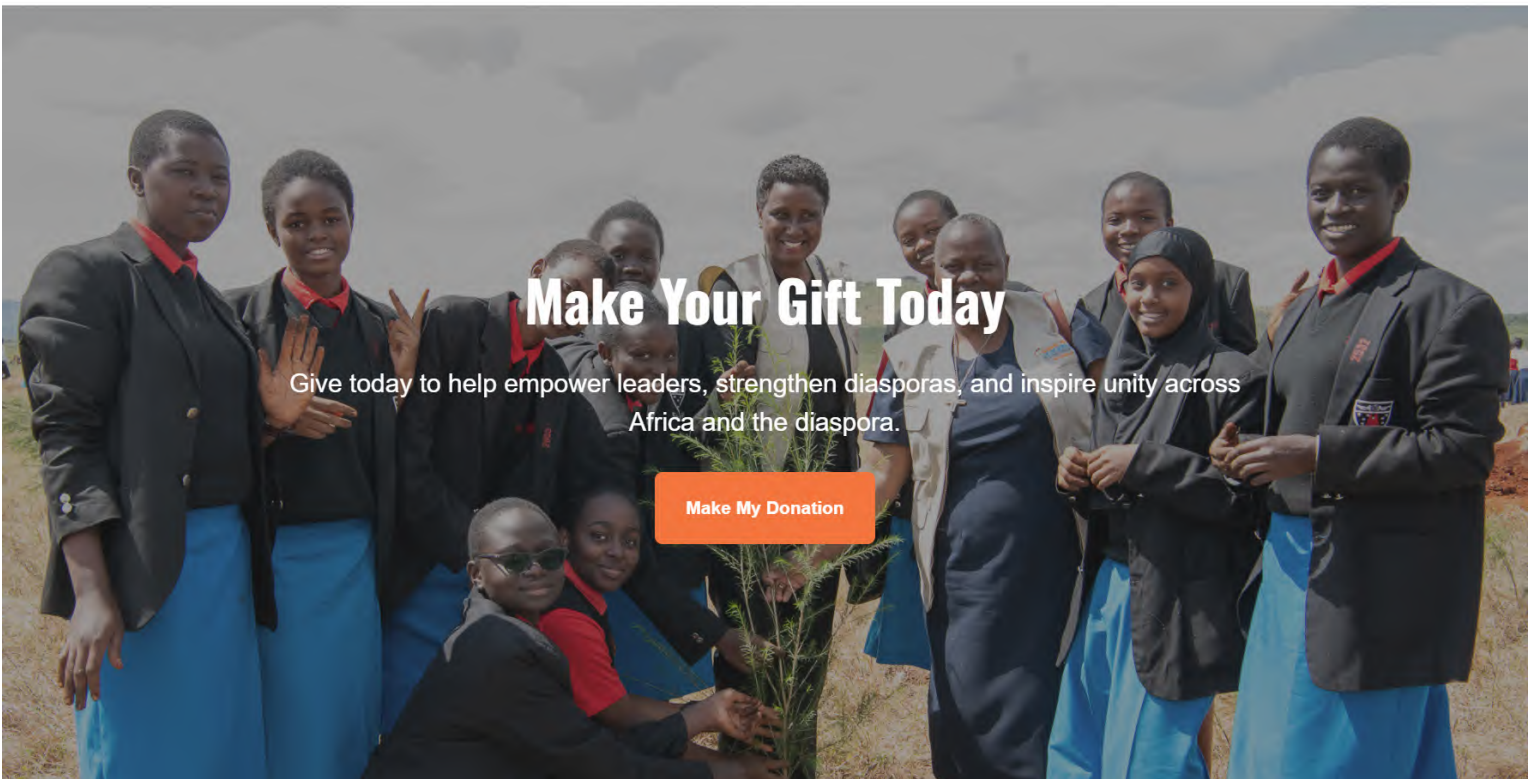 Make Your Gift Today
Give today to help empower leaders, strengthen diasporas, and inspire unity across
Africa and the diaspora.
Make My Donation